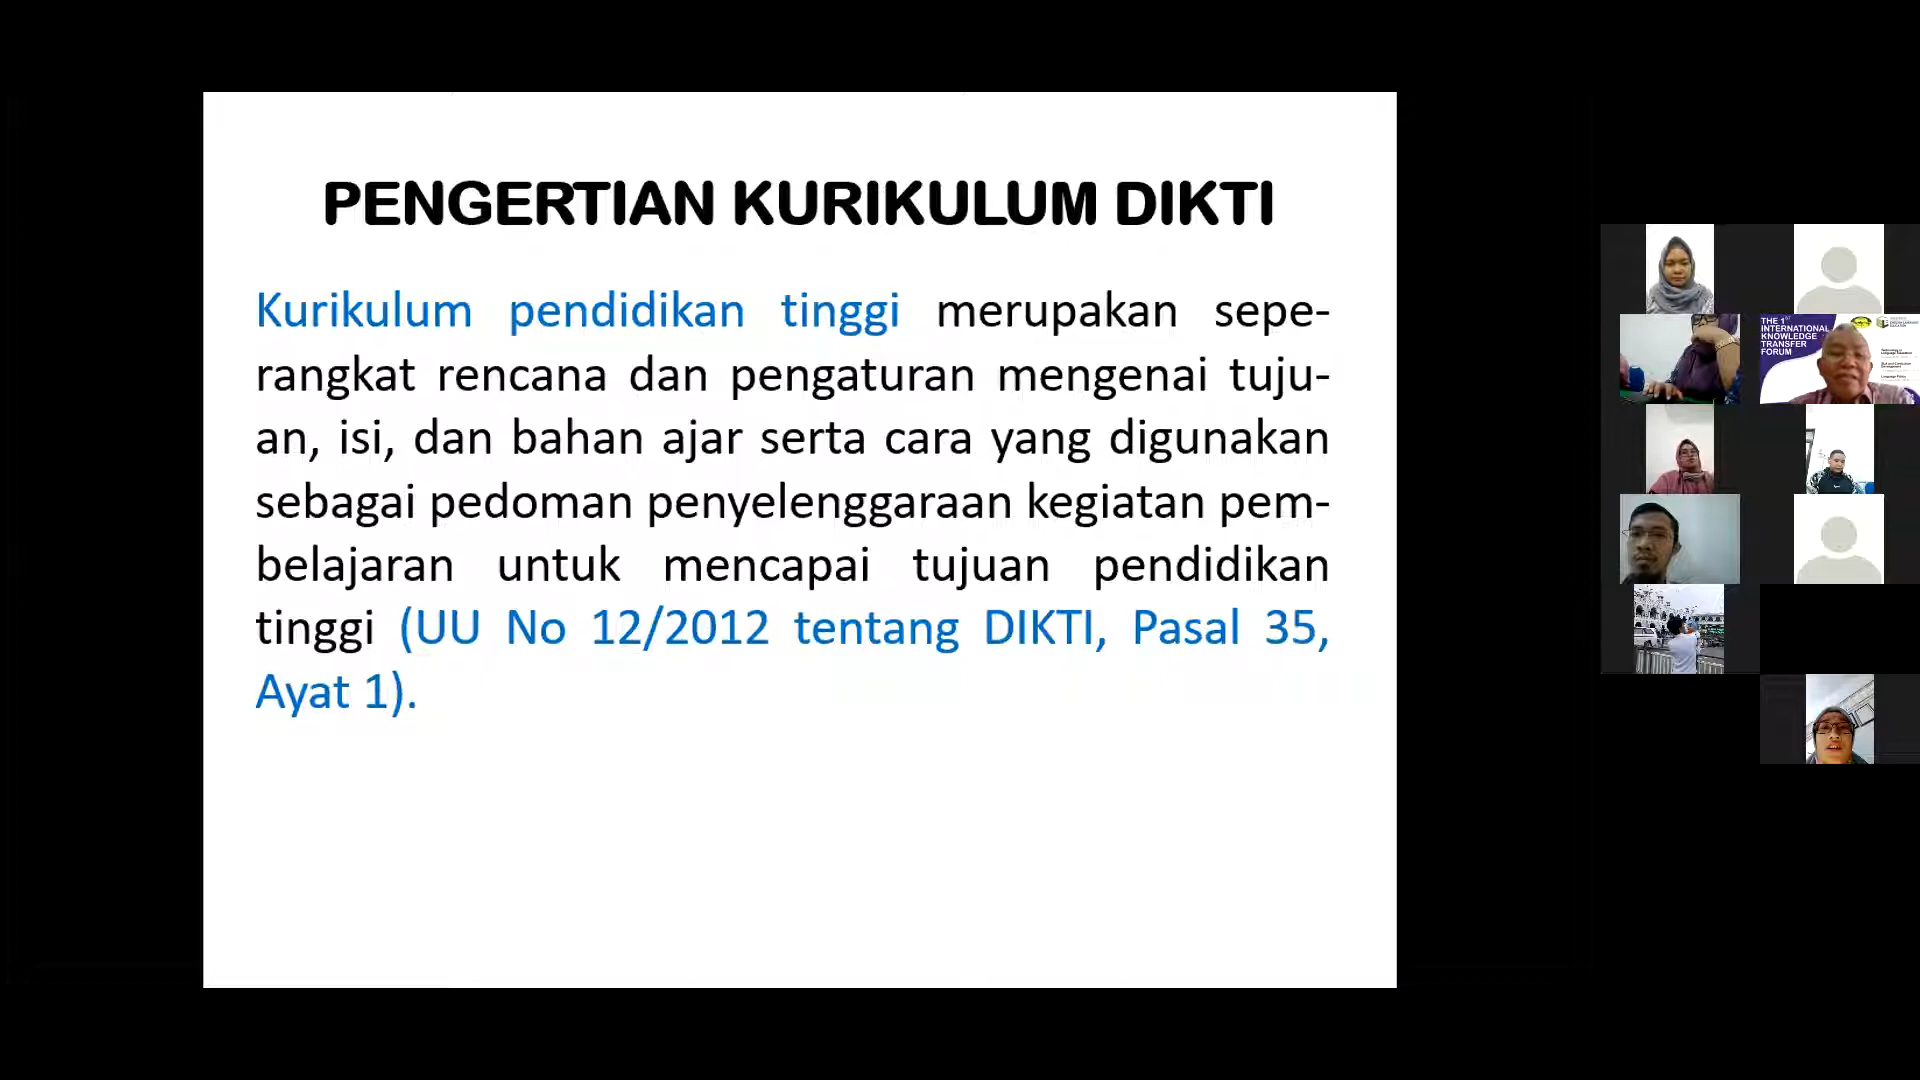 PENGERTIAN KURIKULUM DIKTI
Kurikulum pendidikan tinggi merupakan sepe-
rangkat rencana dan pengaturan mengenai tuju-
an, isi, dan bahan ajar serta cara yang digunakan
sebagai pedoman penyelenggaraan kegiatan pem-
belajaran untuk mencapai tujuan pendidikan
tinggi (UU No 12/2012 tentang DIKTI, Pasal 35,
Ayat 1).
THE 1ST
INTERNATIONAL
KNOWLEDGE
TRANSFER
FORUM